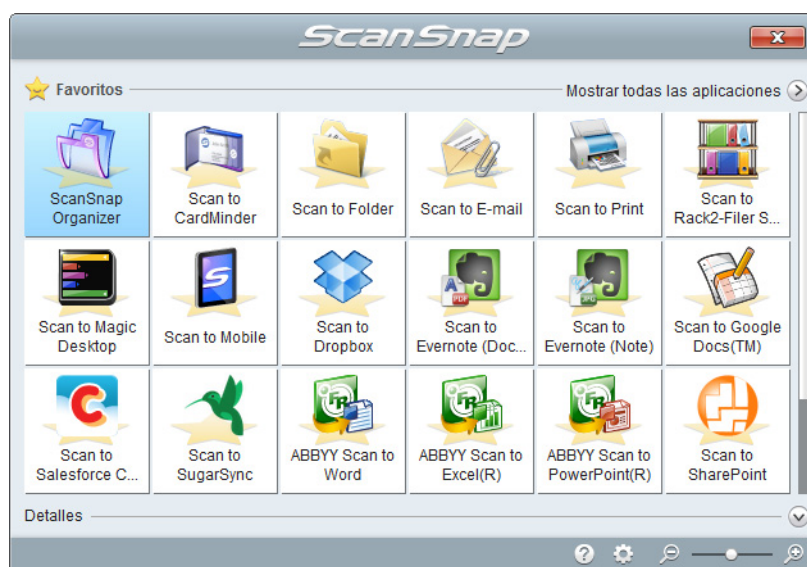 ScanSnap
Favoritos
Mostrar todas las aplicaciones
ScanSnap
Organizer
Scan to
CardMinder
Scan to Folder
Scan to E-mail
Scan to Print
Scan to
Rack2-Filer S...
Scan to Magic
Desktop
Scan to Mobile
Scan to
Dropbox
Scan to
Evernote (Doc...
Scan to
Evernote (Note)
Scan to Google
Docs(TM)
Scan to
Salesforce C...
Scan to
SugarSync
ABBYY Scan to
Word
ABBYY Scan to
Excel(R)
ABBYY Scan to
PowerPoint(R)
Scan to
SharePoint
Detalles